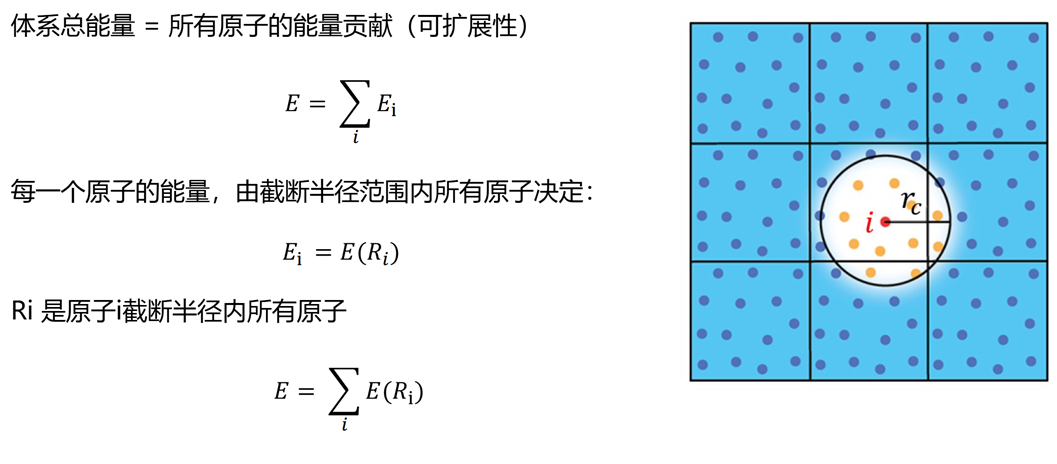 体系总能量 = 所有原子的能量贡献（可扩展性）
E = ∑_i E_i
每一个原子的能量，由截断半径范围内所有原子决定：
E_i = E(R_i)
Ri 是原子i截断半径内所有原子
E = ∑_i E(R_i)
r_c
i